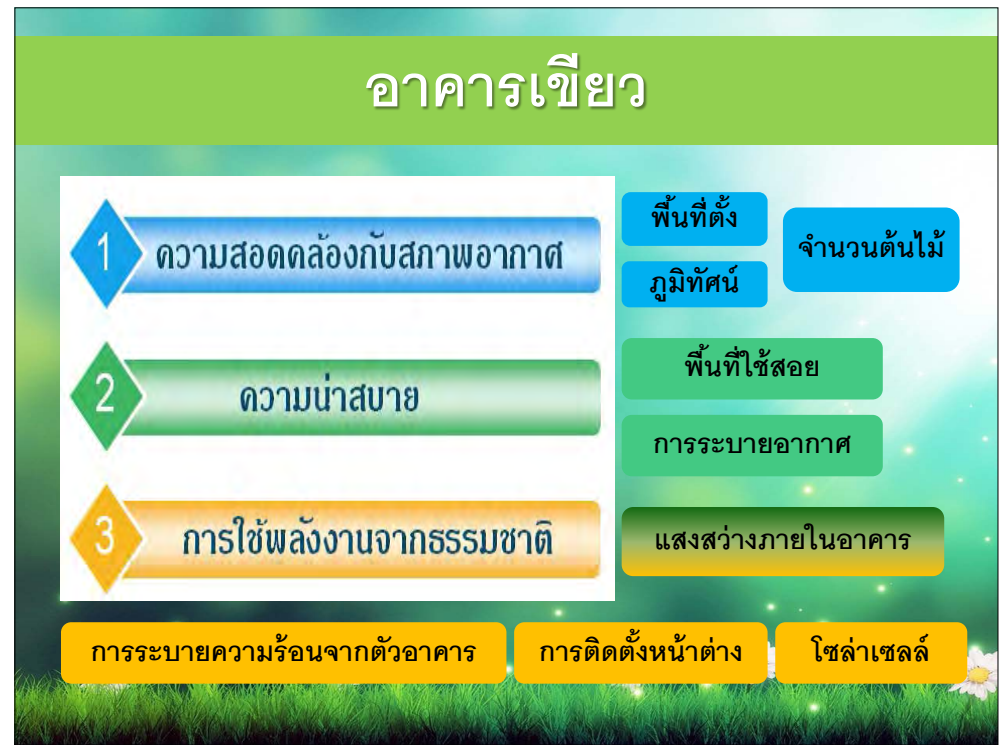 อาคารเขียว
1 ความสอดคล้องกับสภาพอากาศ
พื้นที่ตั้ง
ภูมิทัศน์
จำนวนต้นไม้
2 ความน่าสบาย
พื้นที่ใช้สอย
การระบายอากาศ
3 การใช้พลังงานจากธรรมชาติ
แสงสว่างภายในอาคาร
การระบายความร้อนจากตัวอาคาร
การติดตั้งหน้าต่าง
โซล่าเซลล์